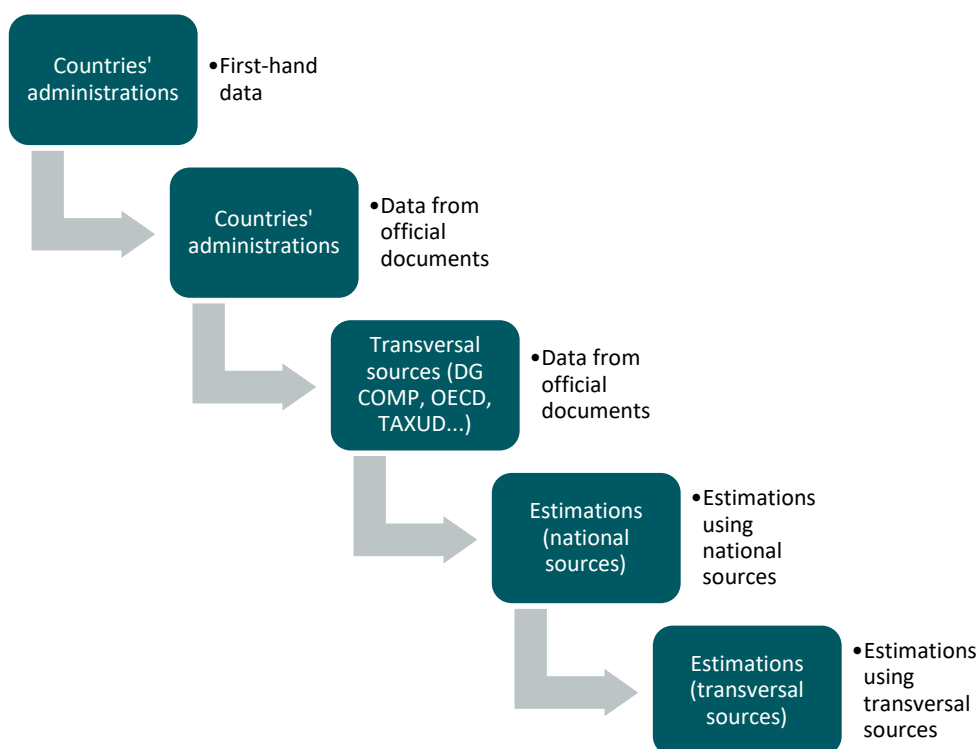 Countries'
administrations
•First-hand
data
Countries'
administrations
•Data from
official
documents
Transversal
sources (DG
COMP, OECD,
TAXUD...)
•Data from
official
documents
Estimations
(national
sources)
•Estimations
using
national
sources
Estimations
(transversal
sources)
•Estimations
using
transversal
sources